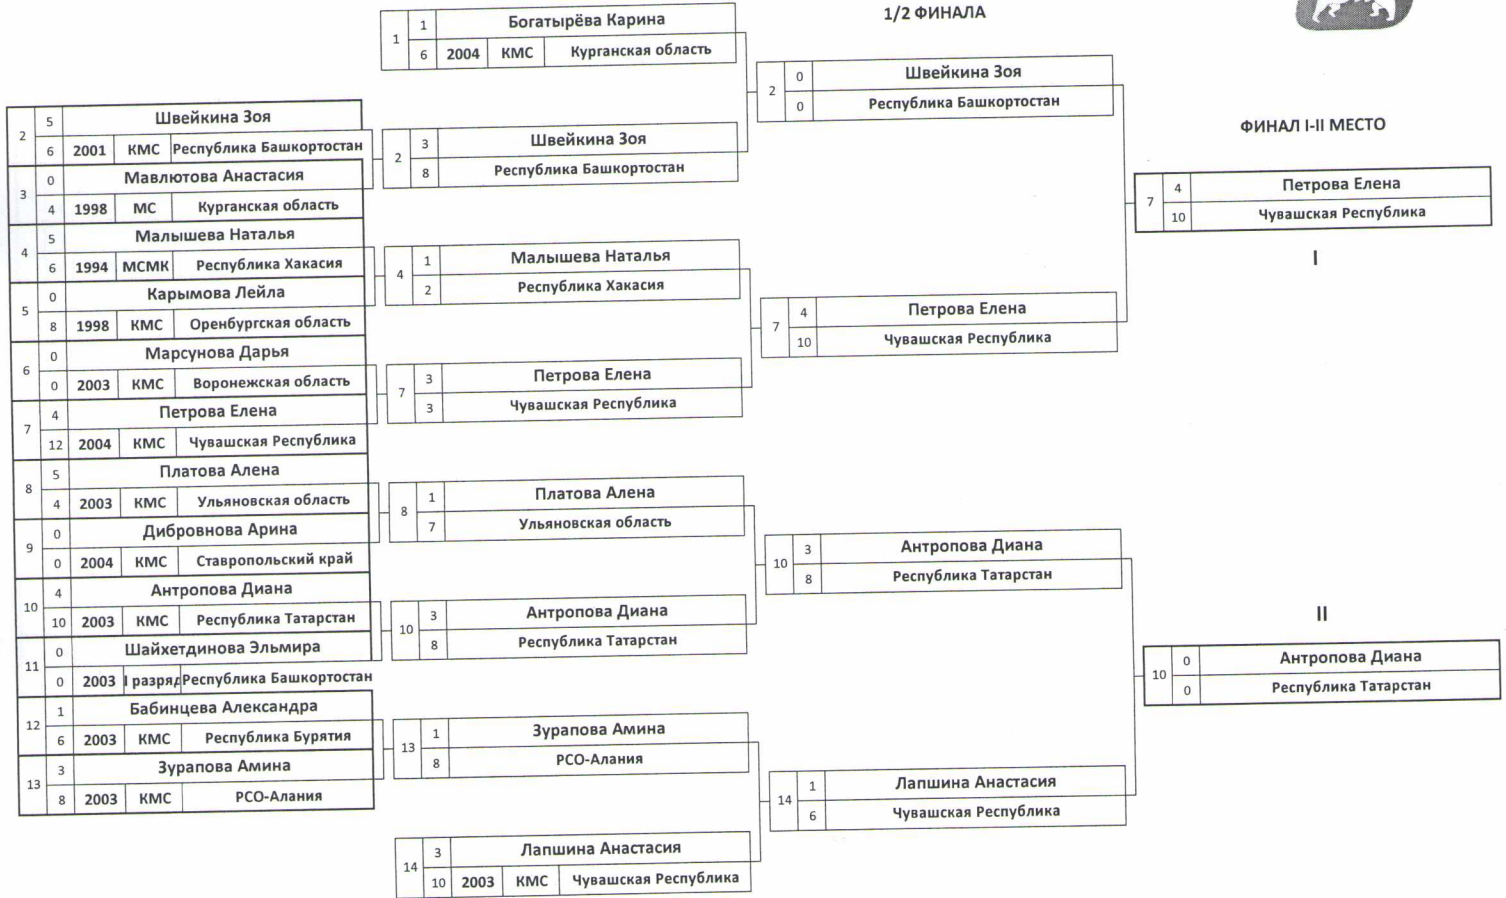 1/2 ФИНАЛА
ФИНАЛ I-II МЕСТО
1 1 Богатырёва Карина
6 2004 КМС Курганская область
2 5 Швейкина Зоя
6 2001 КМС Республика Башкортостан
3 0 Мавлютова Анастасия
4 1998 МС Курганская область
4 5 Малышева Наталья
6 1994 МСМК Республика Хакасия
5 0 Карымова Лейла
8 1998 КМС Оренбургская область
6 0 Марсунова Дарья
0 2003 КМС Воронежская область
7 4 Петрова Елена
12 2004 КМС Чувашская Республика
8 5 Платова Алена
4 2003 КМС Ульяновская область
9 0 Дибровнова Арина
0 2004 КМС Ставропольский край
10 4 Антропова Диана
10 2003 КМС Республика Татарстан
11 0 Шайхетдинова Эльмира
0 2003 I разряд Республика Башкортостан
12 1 Бабинцева Александра
6 2003 КМС Республика Бурятия
13 3 Зурапова Амина
8 2003 КМС РСО-Алания
2 3 Швейкина Зоя
8 Республика Башкортостан
4 1 Малышева Наталья
2 Республика Хакасия
7 3 Петрова Елена
3 Чувашская Республика
8 1 Платова Алена
7 Ульяновская область
10 3 Антропова Диана
8 Республика Татарстан
13 1 Зурапова Амина
8 РСО-Алания
14 3 Лапшина Анастасия
10 2003 КМС Чувашская Республика
2 0 Швейкина Зоя
0 Республика Башкортостан
7 4 Петрова Елена
10 Чувашская Республика
10 3 Антропова Диана
8 Республика Татарстан
14 1 Лапшина Анастасия
6 Чувашская Республика
7 4 Петрова Елена
10 Чувашская Республика
I
II
10 0 Антропова Диана
0 Республика Татарстан